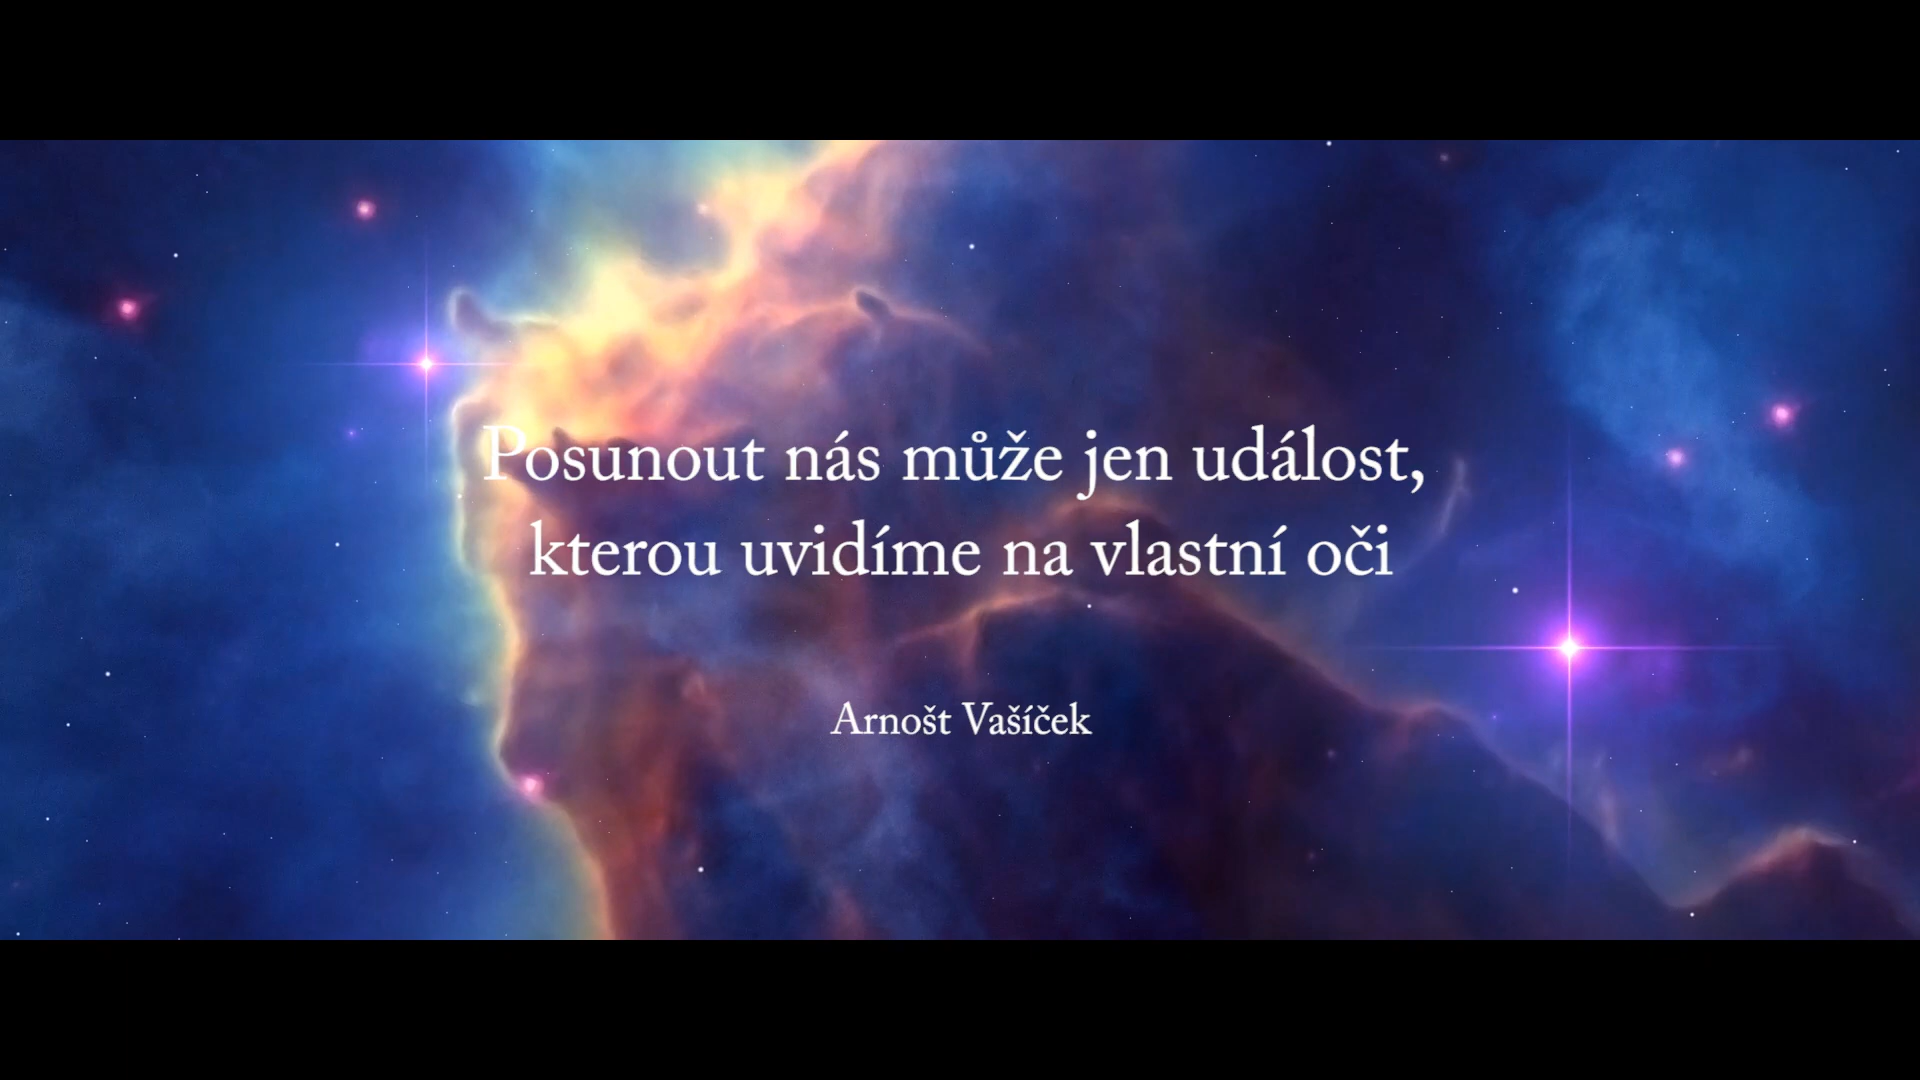 Posunout nás může jen událost,
kterou uvidíme na vlastní oči
Arnošt Vašíček